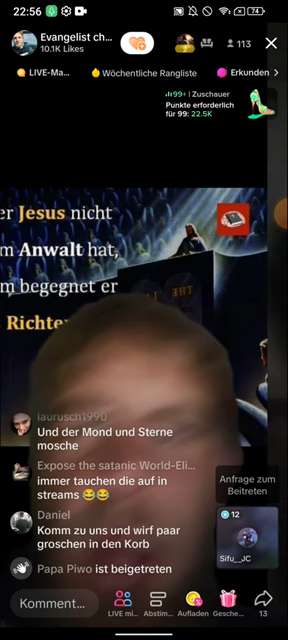 22:56
74
Evangelist ch...
10.1K Likes
113
LIVE-Ma...
Wöchentliche Rangliste
Erkunden
99+ | Zuschauer
Punkte erforderlich
für 99: 22.5K
er Jesus nicht
m Anwalt hat,
m begegnet er
Richte
THE
laurusch1990
Und der Mond und Sterne
mosche
Expose the satanic World-Eli...
immer tauchen die auf in
streams 😂😂
Daniel
Komm zu uns und wirf paar
groschen in den Korb
Papa Piwo ist beigetreten
Anfrage zum
Beitreten
12
Sifu__JC
Komment...
LIVE mi...
Abstim...
Aufladen
Gesche...
13